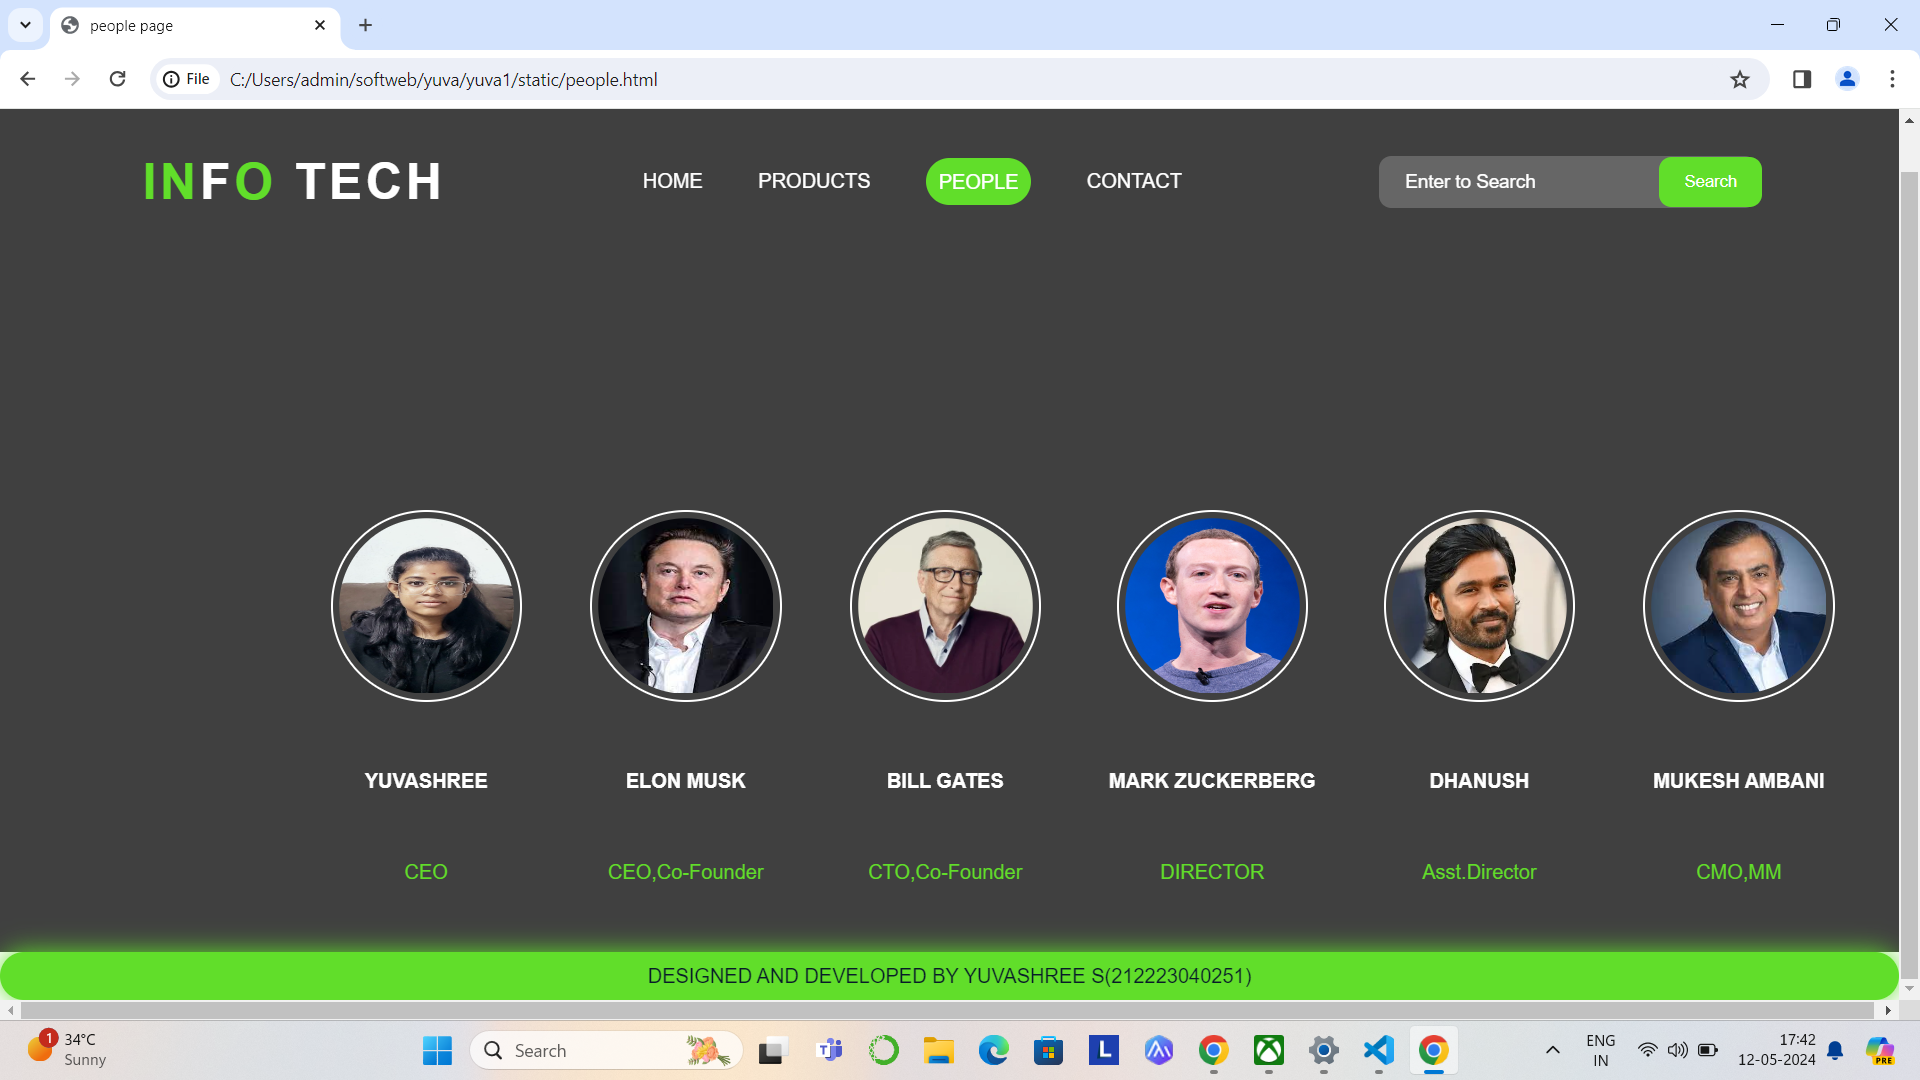 people page
File
C:/Users/admin/softweb/yuva/yuva1/static/people.html
INFO TECH
HOME
PRODUCTS
PEOPLE
CONTACT
Enter to Search
Search
YUVASHREE
ELON MUSK
BILL GATES
MARK ZUCKERBERG
DHANUSH
MUKESH AMBANI
CEO
CEO,Co-Founder
CTO,Co-Founder
DIRECTOR
Asst.Director
CMO,MM
DESIGNED AND DEVELOPED BY YUVASHREE S(212223040251)
1
34°C
Sunny
Search
L
PRE
ENG
IN
17:42
12-05-2024